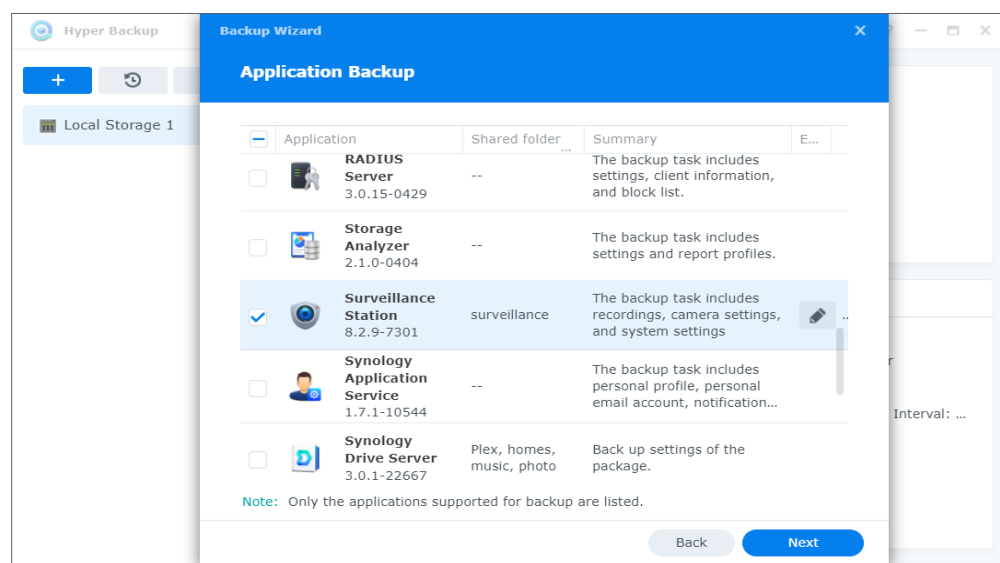 Hyper Backup
Local Storage 1
Backup Wizard
Application Backup
Application
Shared folder...
Summary
E...
RADIUS
Server
3.0.15-0429
--
The backup task includes
settings, client information,
and block list.
Storage
Analyzer
2.1.0-0404
--
The backup task includes
settings and report profiles.
Surveillance
Station
8.2.9-7301
surveillance
The backup task includes
recordings, camera settings,
and system settings
..
Synology
Application
Service
1.7.1-10544
--
The backup task includes
personal profile, personal
email account, notification...
Synology
Drive Server
3.0.1-22667
Plex, homes,
music, photo
Back up settings of the
package.
Note: Only the applications supported for backup are listed.
Back
Next
r
Interval: ...